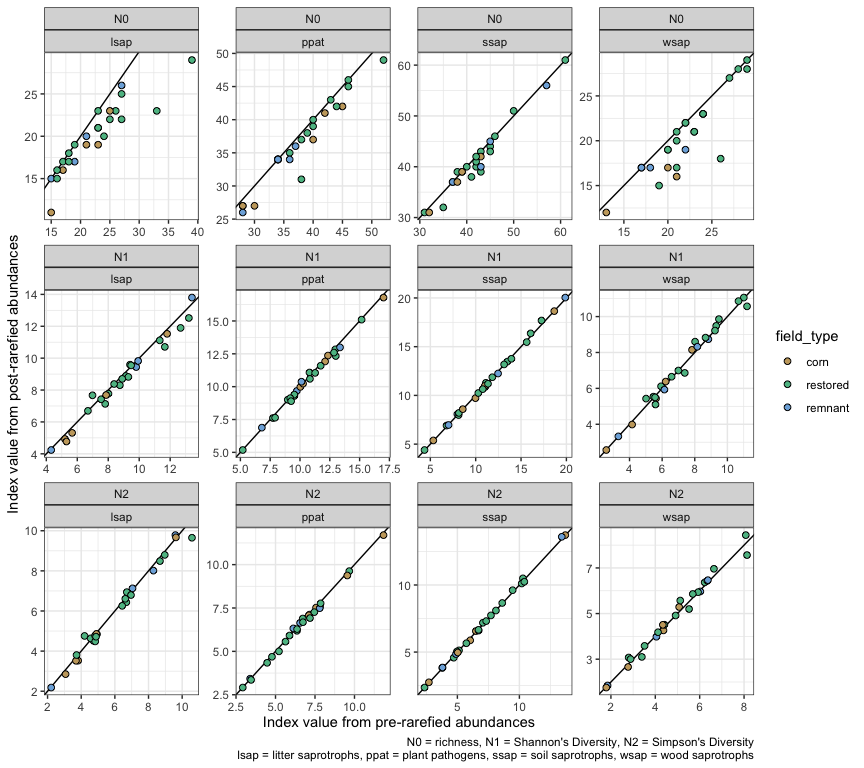 N0 N0 N0 N0
lsap ppat ssap wsap
25
20
15
50
45
40
35
30
25
60
50
40
30
25
20
15
15 20 25 30 35 40 30 35 40 45 50 30 40 50 60 15 20 25
N1 N1 N1 N1
lsap ppat ssap wsap
14
12
10
8
6
4
15.0
12.5
10.0
7.5
5.0
20
15
10
5
10
8
6
4
4 6 8 10 12 5.0 7.5 10.0 12.5 15.0 17.5 5 10 15 20 4 6 8 10
N2 N2 N2 N2
lsap ppat ssap wsap
10
8
6
4
2
10.0
7.5
5.0
2.5
10
5
7
5
3
2 4 6 8 10 2.5 5.0 7.5 10.0 5 10 2 4 6 8
Index value from post-rarefied abundances
Index value from pre-rarefied abundances
field_type
corn
restored
remnant
N0 = richness, N1 = Shannon's Diversity, N2 = Simpson's Diversity
lsap = litter saprotrophs, ppat = plant pathogens, ssap = soil saprotrophs, wsap = wood saprotrophs